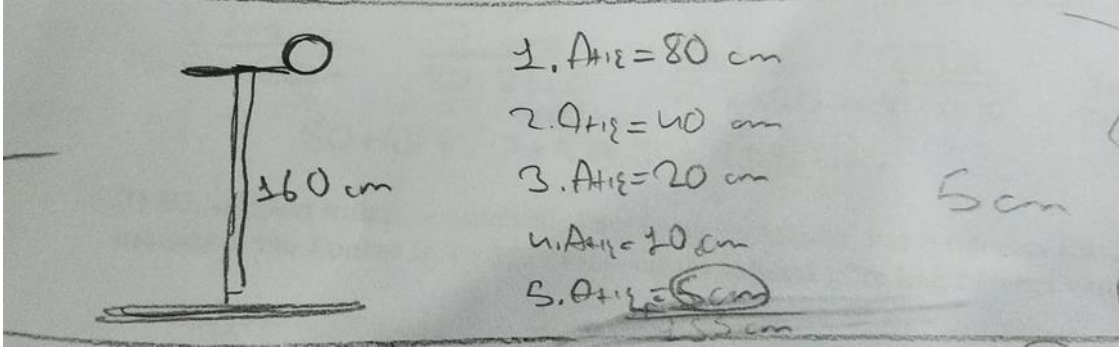 1. Atış = 80 cm
2. Atış = 40 cm
160 cm
3. Atış = 20 cm
5 cm
4. Atış = 10 cm
5. Atış = 5 cm
155 cm